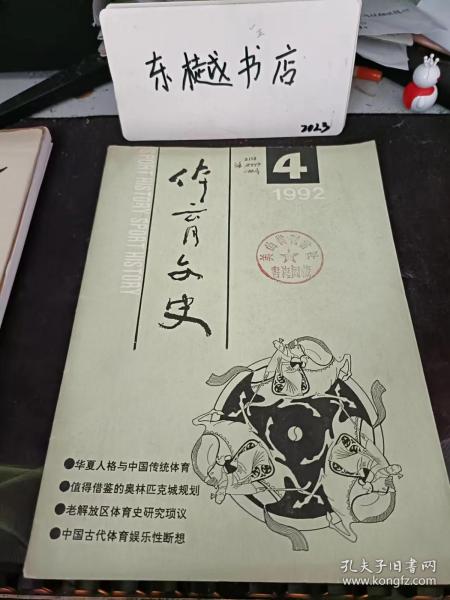 东樾书店
2023
4
1992
SPORT HISTORY SPORT HISTORY
体育文史
●华夏人格与中国传统体育
●值得借鉴的奥林匹克城规划
●老解放区体育史研究琐议
●中国古代体育娱乐性断想
孔夫子旧书网
www.kongfz.com